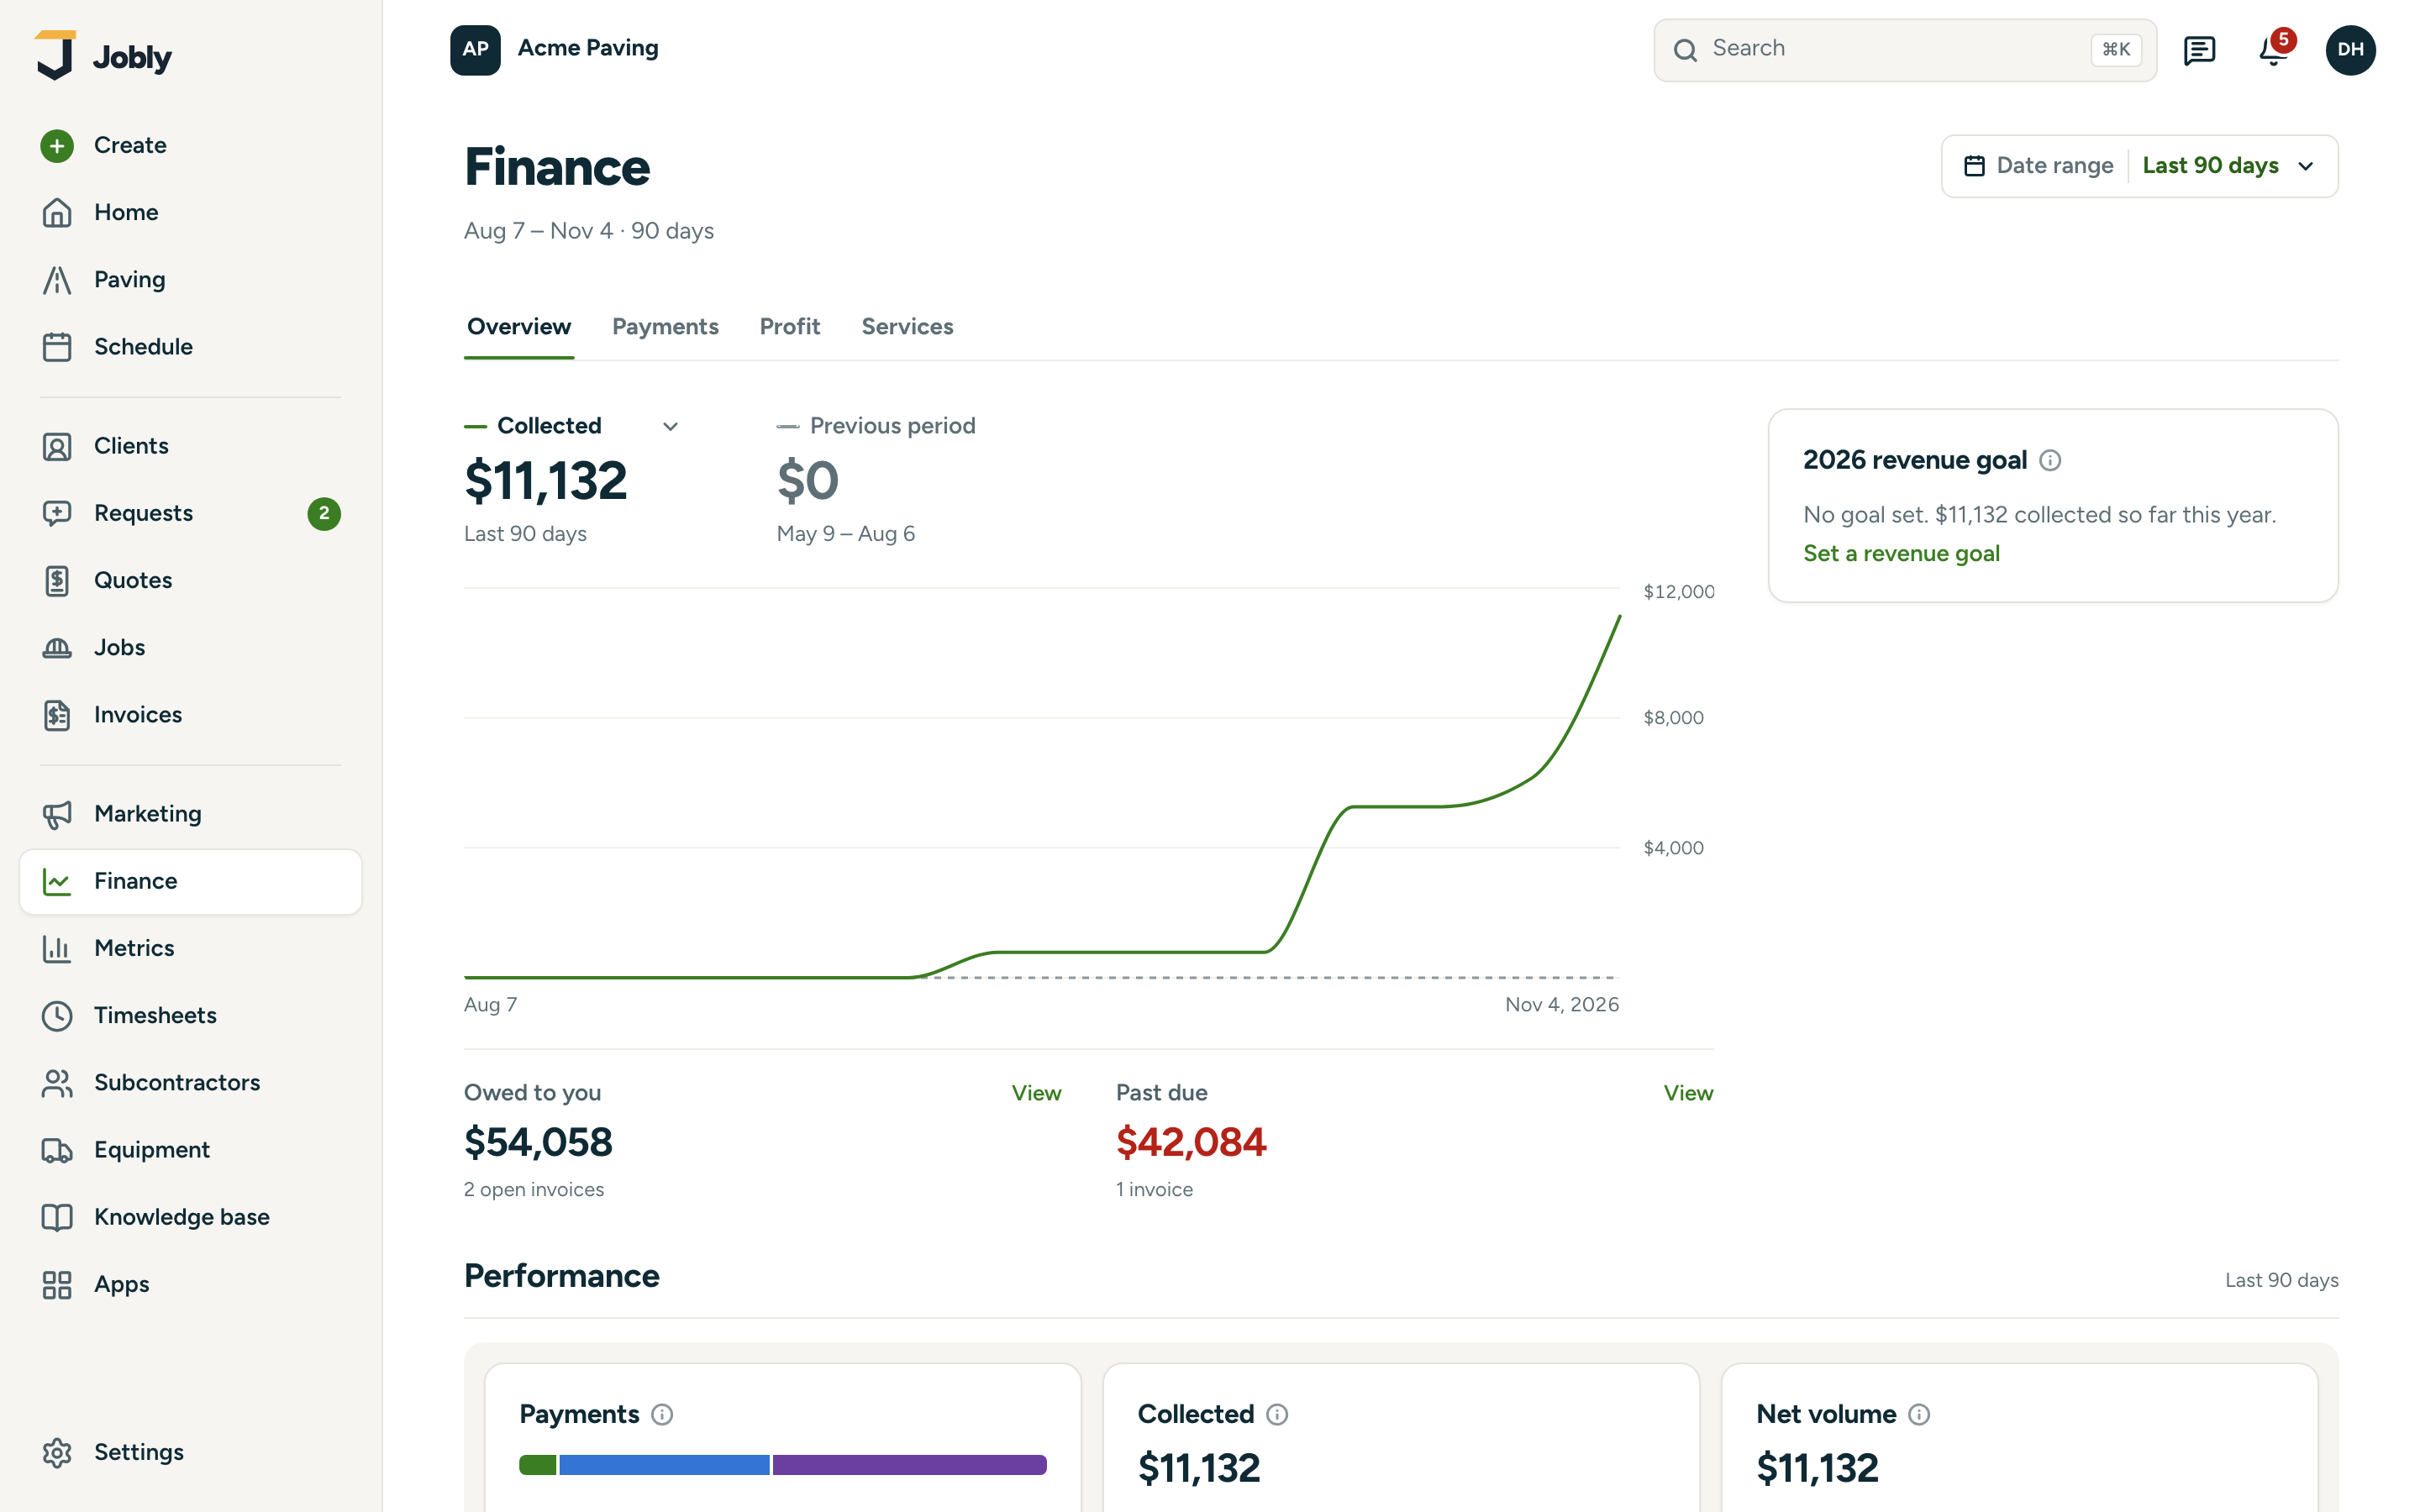 Jobly
Create
Home
Paving
Schedule
Clients
Requests 2
Quotes
Jobs
Invoices
Marketing
Finance
Metrics
Timesheets
Subcontractors
Equipment
Knowledge base
Apps
Settings
AP Acme Paving
Search ⌘K
5
DH
Finance
Date range Last 90 days
Aug 7 – Nov 4 · 90 days
Overview Payments Profit Services
Collected Previous period
$11,132 $0
Last 90 days May 9 – Aug 6
2026 revenue goal
No goal set. $11,132 collected so far this year.
Set a revenue goal
$12,000
$8,000
$4,000
Aug 7 Nov 4, 2026
Owed to you View Past due View
$54,058 $42,084
2 open invoices 1 invoice
Performance Last 90 days
Payments Collected Net volume
$11,132 $11,132